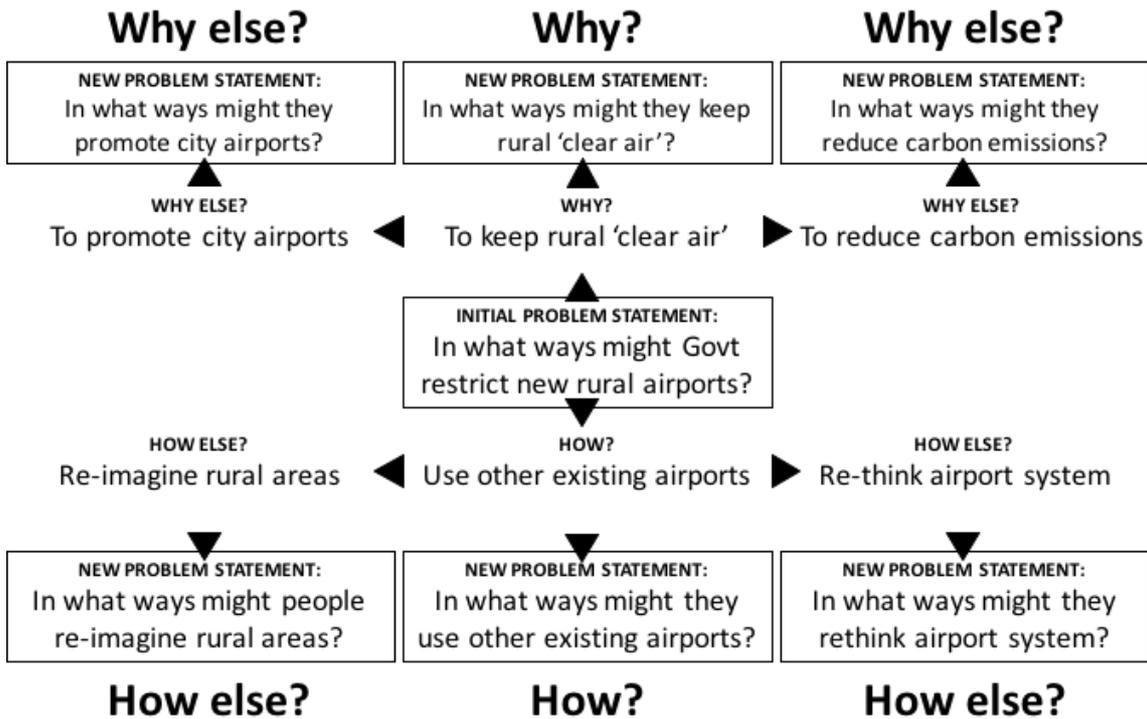 Why else?
Why?
Why else?
NEW PROBLEM STATEMENT:
In what ways might they
promote city airports?
NEW PROBLEM STATEMENT:
In what ways might they keep
rural ‘clear air’?
NEW PROBLEM STATEMENT:
In what ways might they
reduce carbon emissions?
WHY ELSE?
To promote city airports
WHY?
To keep rural ‘clear air’
WHY ELSE?
To reduce carbon emissions
INITIAL PROBLEM STATEMENT:
In what ways might Govt
restrict new rural airports?
HOW ELSE?
Re-imagine rural areas
HOW?
Use other existing airports
HOW ELSE?
Re-think airport system
NEW PROBLEM STATEMENT:
In what ways might people
re-imagine rural areas?
NEW PROBLEM STATEMENT:
In what ways might they
use other existing airports?
NEW PROBLEM STATEMENT:
In what ways might they
rethink airport system?
How else?
How?
How else?